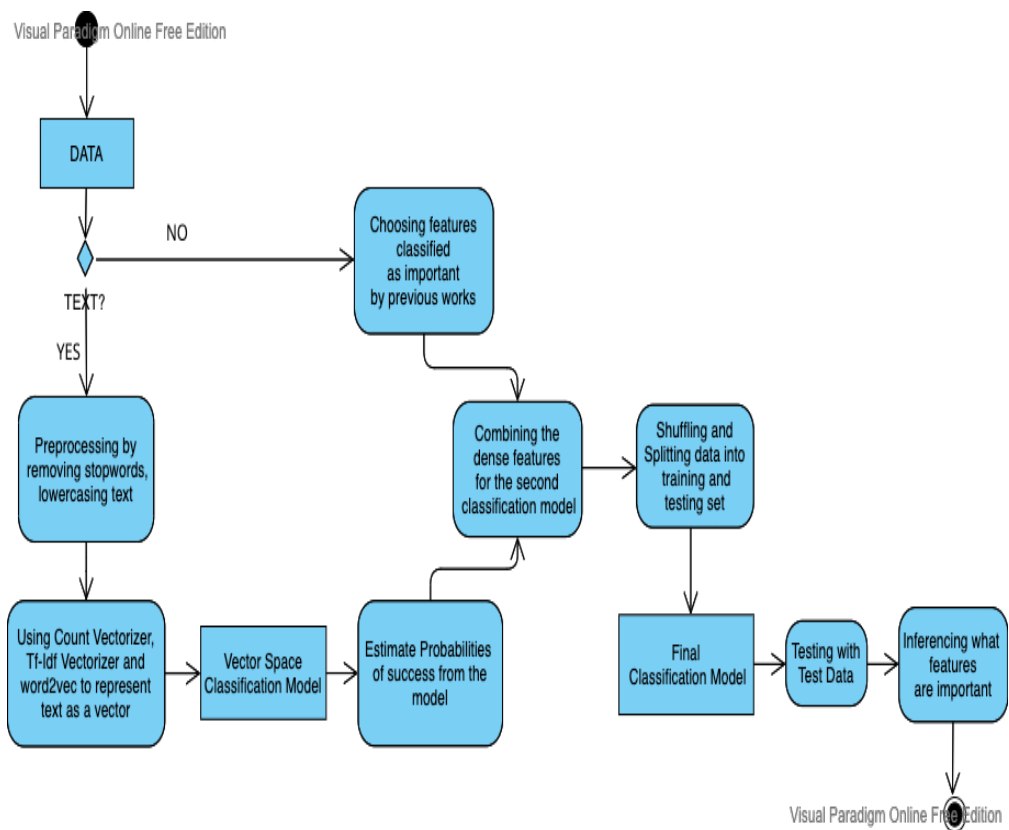 Visual Paradigm Online Free Edition
DATA
NO
TEXT?
YES
Choosing features
classified
as important
by previous works
Preprocessing by
removing stopwords,
lowercasing text
Combining the
dense features
for the second
classification model
Shuffling and
Splitting data into
training and
testing set
Using Count Vectorizer,
Tf-Idf Vectorizer and
word2vec to represent
text as a vector
Vector Space
Classification Model
Estimate Probabilities
of success from the
model
Final
Classification Model
Testing with
Test Data
Inferencing what
features
are important
Visual Paradigm Online Free Edition